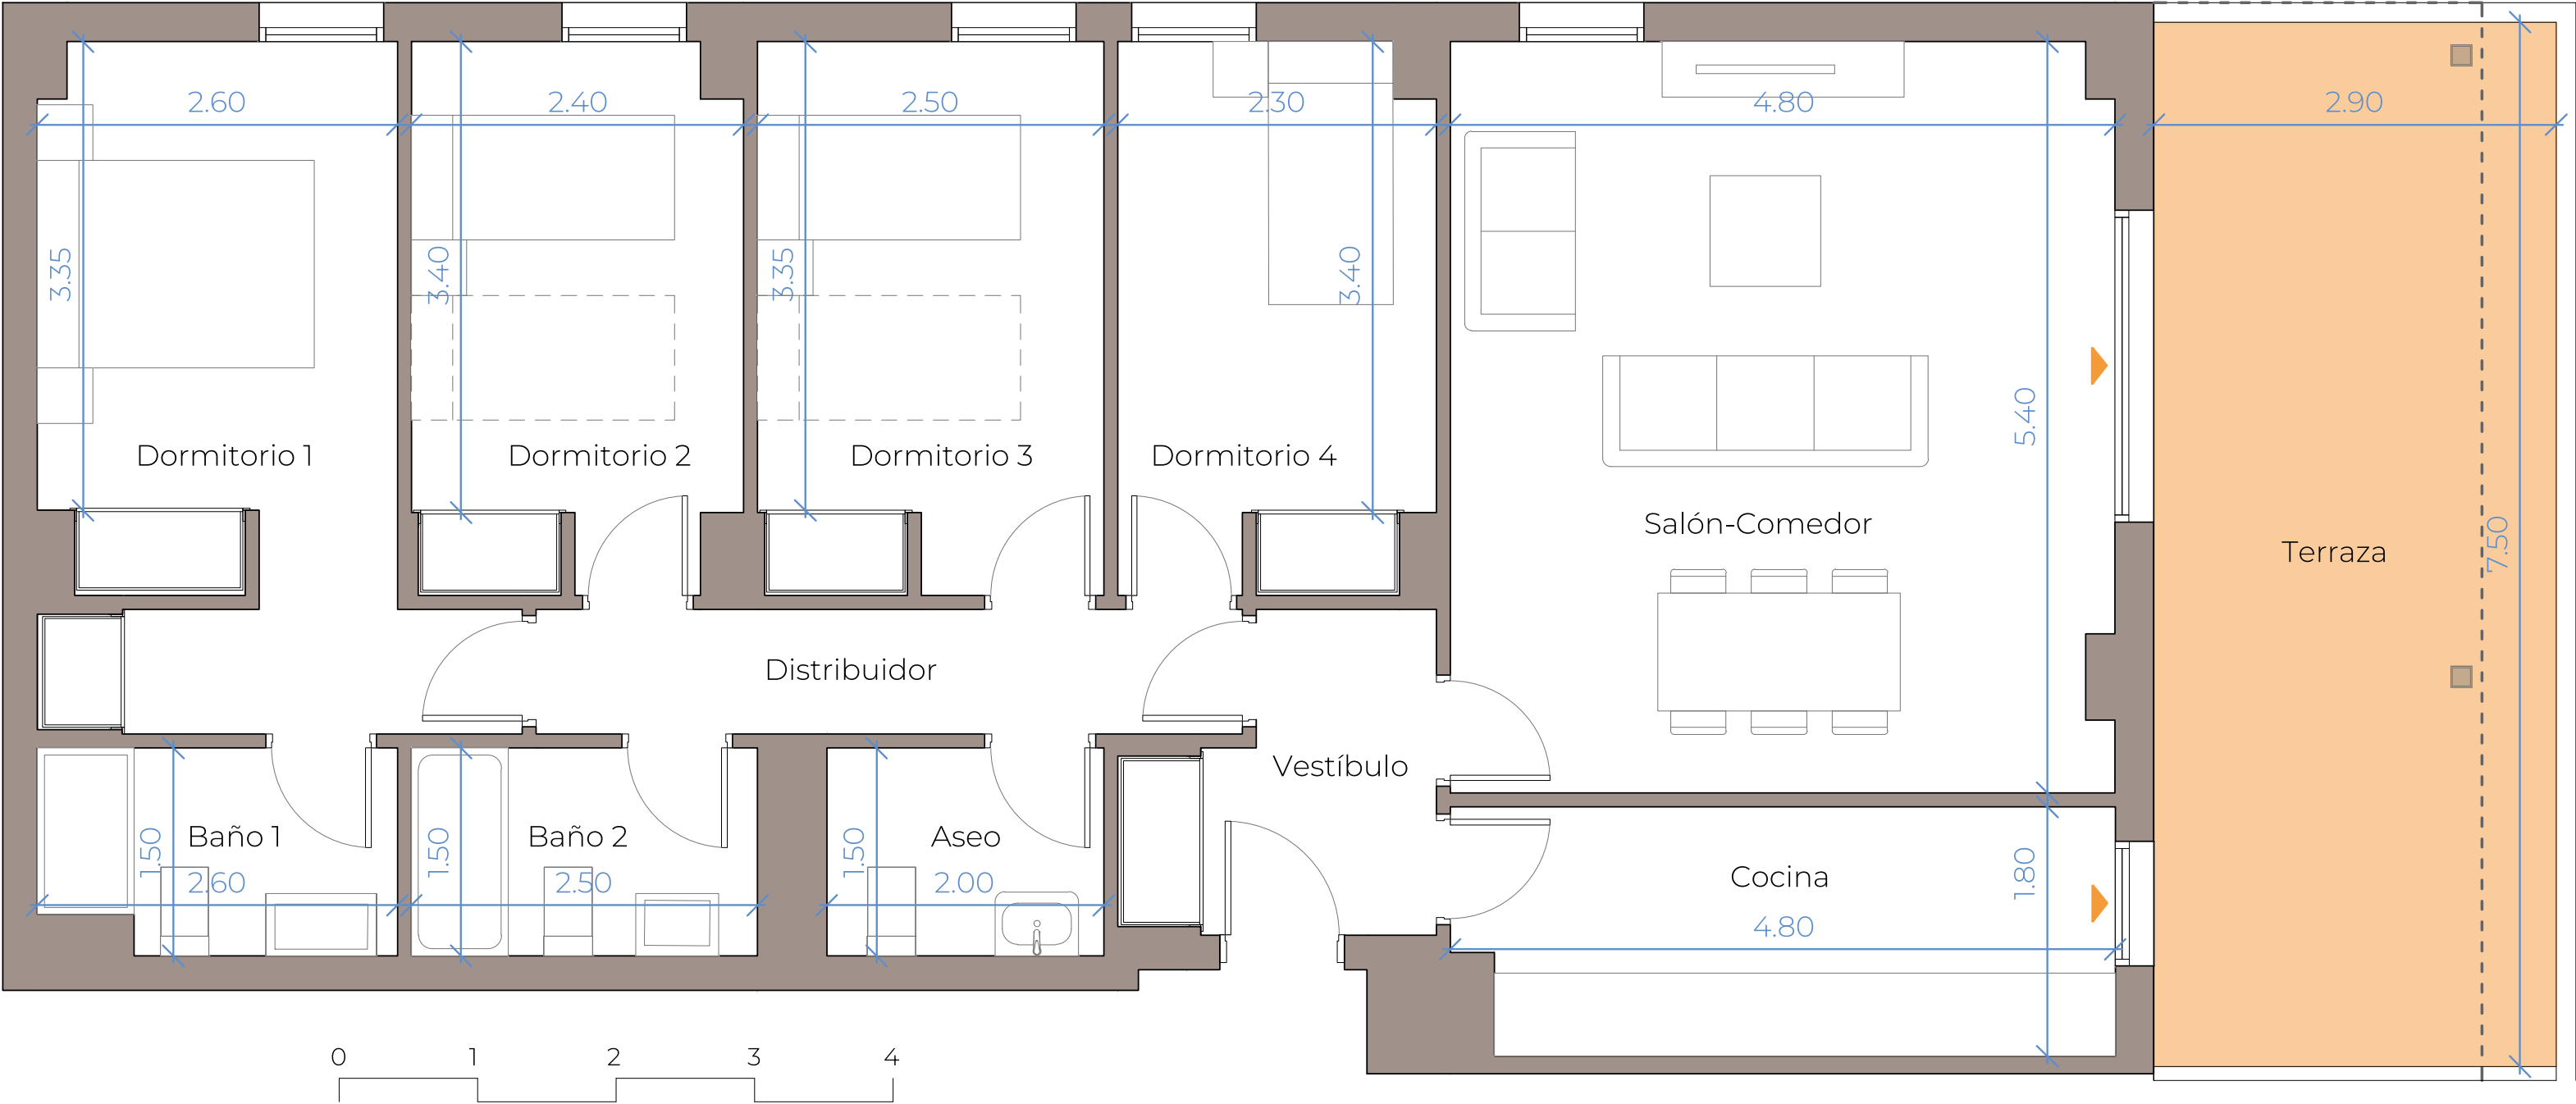 2.60
2.40
2.50
2.30
4.80
2.90
3.35
3.40
3.35
3.40
5.40
7.50
Dormitorio 1
Dormitorio 2
Dormitorio 3
Dormitorio 4
Salón-Comedor
Terraza
Distribuidor
Vestíbulo
Baño 1
Baño 2
Aseo
Cocina
1.50
1.50
1.50
1.80
2.60
2.50
2.00
4.80
0 1 2 3 4